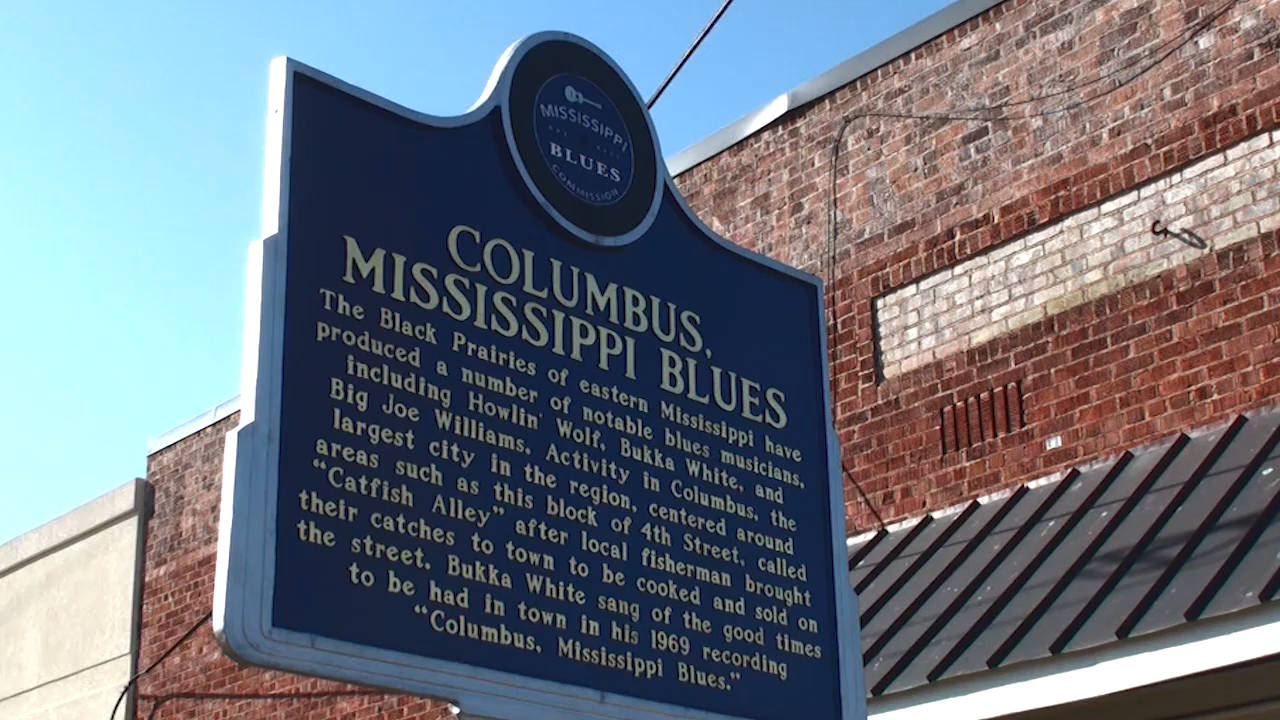 MISSISSIPPI
BLUES
COMMISSION
COLUMBUS,
MISSISSIPPI BLUES
The Black Prairies of eastern Mississippi have
produced a number of notable blues musicians,
including Howlin' Wolf, Bukka White, and
Big Joe Williams. Activity in Columbus, the
largest city in the region, centered around
areas such as this block of 4th Street, called
“Catfish Alley” after local fisherman brought
their catches to town to be cooked and sold on
the street. Bukka White sang of the good times
to be had in town in his 1969 recording
“Columbus, Mississippi Blues.”